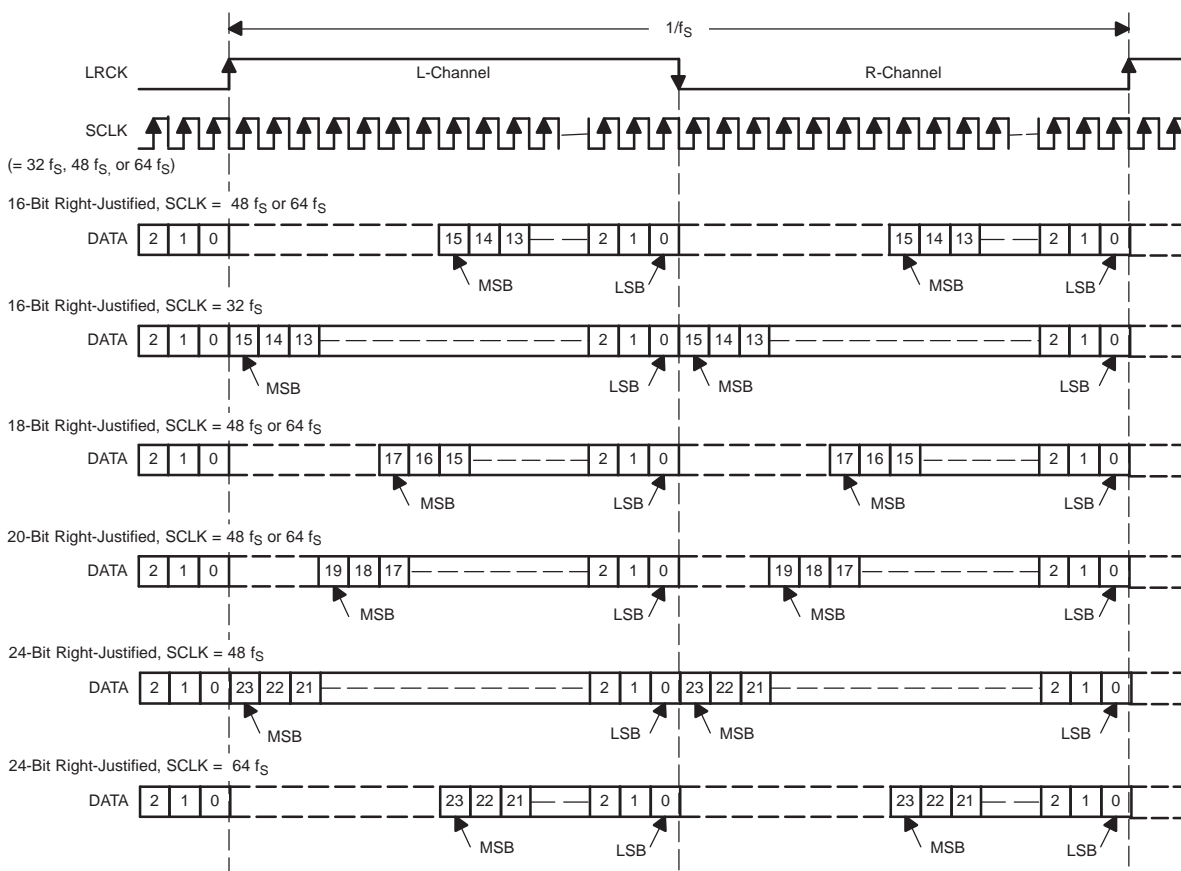 1/fS
LRCK L-Channel R-Channel
SCLK
(= 32 fS, 48 fS, or 64 fS)
16-Bit Right-Justified, SCLK = 48 fS or 64 fS
DATA 2 1 0 15 14 13 2 1 0 15 14 13 2 1 0
MSB LSB MSB LSB
16-Bit Right-Justified, SCLK = 32 fS
DATA 2 1 0 15 14 13 2 1 0 15 14 13 2 1 0
MSB LSB MSB LSB
18-Bit Right-Justified, SCLK = 48 fS or 64 fS
DATA 2 1 0 17 16 15 2 1 0 17 16 15 2 1 0
MSB LSB MSB LSB
20-Bit Right-Justified, SCLK = 48 fS or 64 fS
DATA 2 1 0 19 18 17 2 1 0 19 18 17 2 1 0
MSB LSB MSB LSB
24-Bit Right-Justified, SCLK = 48 fS
DATA 2 1 0 23 22 21 2 1 0 23 22 21 2 1 0
MSB LSB MSB LSB
24-Bit Right-Justified, SCLK = 64 fS
DATA 2 1 0 23 22 21 2 1 0 23 22 21 2 1 0
MSB LSB MSB LSB